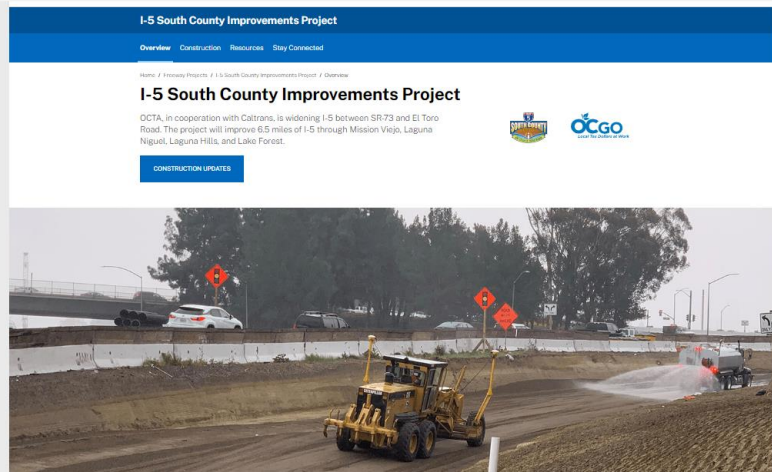 I-5 South County Improvements Project
Overview Construction Resources Stay Connected
Home / Freeway Projects / I-5 South County Improvements Project / Overview
I-5 South County Improvements Project
OCTA, in cooperation with Caltrans, is widening I-5 between SR-73 and El Toro
Road. The project will improve 6.5 miles of I-5 through Mission Viejo, Laguna
Niguel, Laguna Hills, and Lake Forest.
SOUTH COUNTY
OCGO
Local Tax Dollars at Work
CONSTRUCTION UPDATES